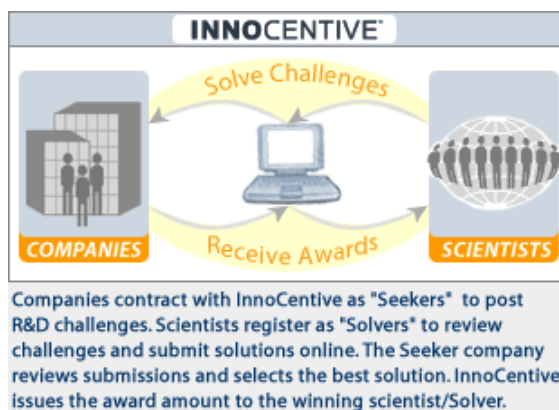 INNOCENTIVE
Solve Challenges
COMPANIES
SCIENTISTS
Receive Awards
Companies contract with InnoCentive as "Seekers" to post
R&D challenges. Scientists register as "Solvers" to review
challenges and submit solutions online. The Seeker company
reviews submissions and selects the best solution. InnoCentive
issues the award amount to the winning scientist/Solver.